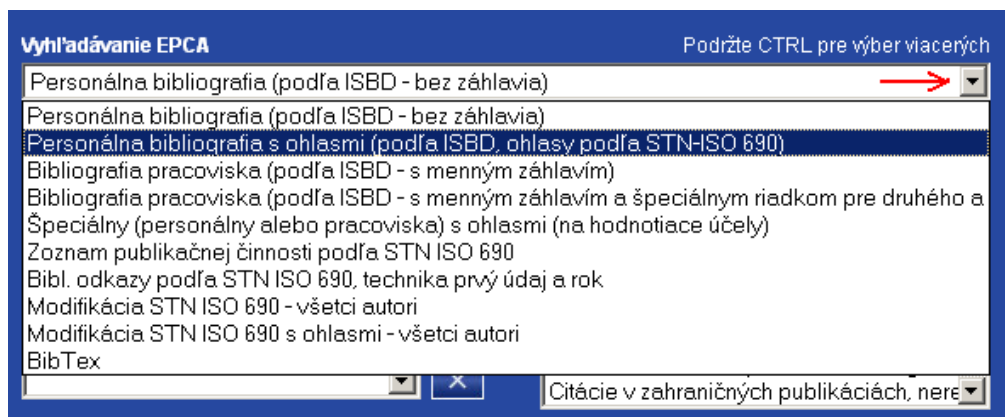 Vyhľadávanie EPCA
Podržte CTRL pre výber viacerých
Personálna bibliografia (podľa ISBD - bez záhlavia)
Personálna bibliografia (podľa ISBD - bez záhlavia)
Personálna bibliografia s ohlasmi (podľa ISBD, ohlasy podľa STN-ISO 690)
Bibliografia pracoviska (podľa ISBD - s menným záhlavím)
Bibliografia pracoviska (podľa ISBD - s menným záhlavím a špeciálnym riadkom pre druhého a
Špeciálny (personálny alebo pracoviska) s ohlasmi (na hodnotiace účely)
Zoznam publikačnej činnosti podľa STN ISO 690
Bibl. odkazy podľa STN ISO 690, technika prvý údaj a rok
Modifikácia STN ISO 690 - všetci autori
Modifikácia STN ISO 690 s ohlasmi - všetci autori
BibTex
X
Citácie v zahraničných publikáciách, nere